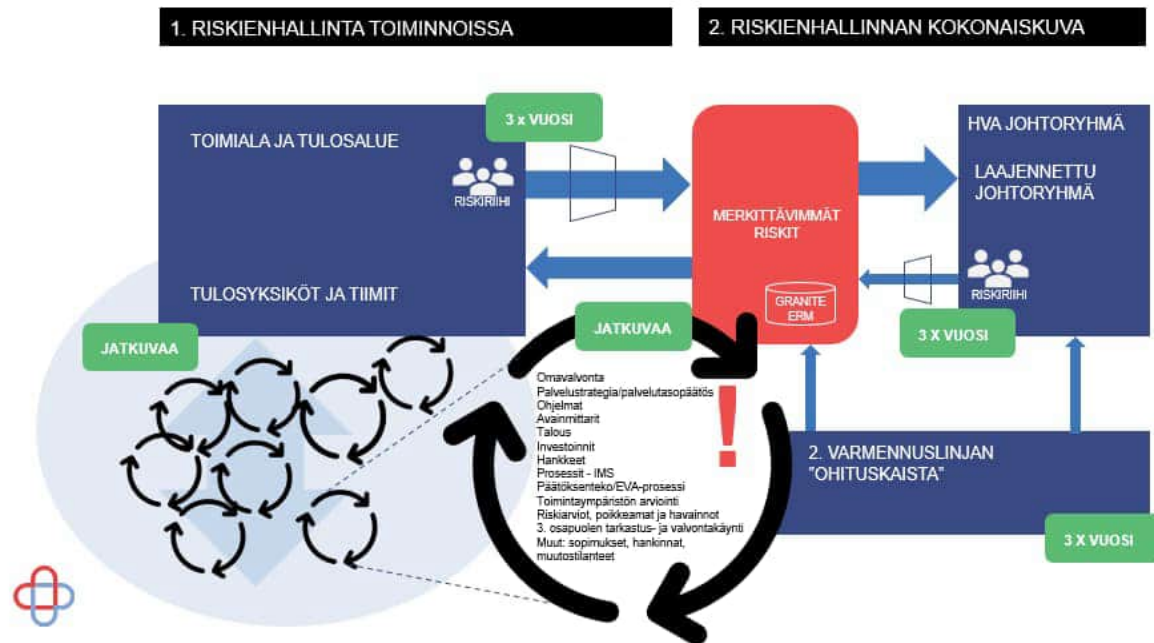 1. RISKIENHALLINTA TOIMINNOISSA
2. RISKIENHALLINNAN KOKONAISKUVA
TOIMIALA JA TULOSALUE
3 x VUOSI
RISKIRIIHI
TULOSYKSIKÖT JA TIIMIT
JATKUVAA
MERKITTÄVIMMÄT
RISKIT
GRANITE
ERM
HVA JOHTORYHMÄ
LAAJENNETTU
JOHTORYHMÄ
RISKIRIIHI
3 X VUOSI
JATKUVAA
Omavalvonta
Palvelustrategia/palvelutasopäätös
Ohjelmat
Avainmittarit
Talous
Investoinnit
Hankkeet
Prosessit - IMS
Päätöksenteko/EVA-prosessi
Toimintaympäristön arviointi
Riskiarviot, poikkeamat ja havainnot
3. osapuolen tarkastus- ja valvontakäynti
Muut: sopimukset, hankinnat,
muutostilanteet
!
2. VARMENNUSLINJAN
"OHITUSKAISTA"
3 X VUOSI